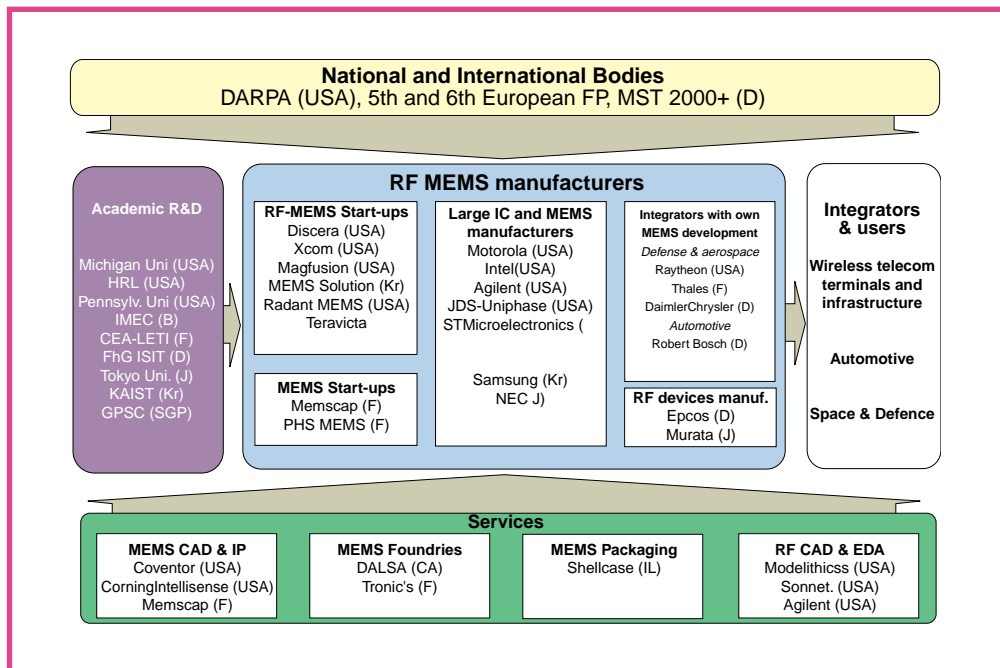 National and International Bodies
DARPA (USA), 5th and 6th European FP, MST 2000+ (D)
Academic R&D
Michigan Uni (USA)
HRL (USA)
Pennsylv. Uni (USA)
IMEC (B)
CEA-LETI (F)
FhG ISIT (D)
Tokyo Uni. (J)
KAIST (Kr)
GPSC (SGP)
RF MEMS manufacturers
RF-MEMS Start-ups
Discera (USA)
Xcom (USA)
Magfusion (USA)
MEMS Solution (Kr)
Radant MEMS (USA)
Teravicta
MEMS Start-ups
Memscap (F)
PHS MEMS (F)
Large IC and MEMS
manufacturers
Motorola (USA)
Intel(USA)
Agilent (USA)
JDS-Uniphase (USA)
STMicroelectronics (
Samsung (Kr)
NEC J)
Integrators with own
MEMS development
Defense & aerospace
Raytheon (USA)
Thales (F)
DaimlerChrysler (D)
Automotive
Robert Bosch (D)
RF devices manuf.
Epcos (D)
Murata (J)
Integrators
& users
Wireless telecom
terminals and
infrastructure
Automotive
Space & Defence
Services
MEMS CAD & IP
Coventor (USA)
CorningIntellisense (USA)
Memscap (F)
MEMS Foundries
DALSA (CA)
Tronic's (F)
MEMS Packaging
Shellcase (IL)
RF CAD & EDA
Modelithicss (USA)
Sonnet. (USA)
Agilent (USA)